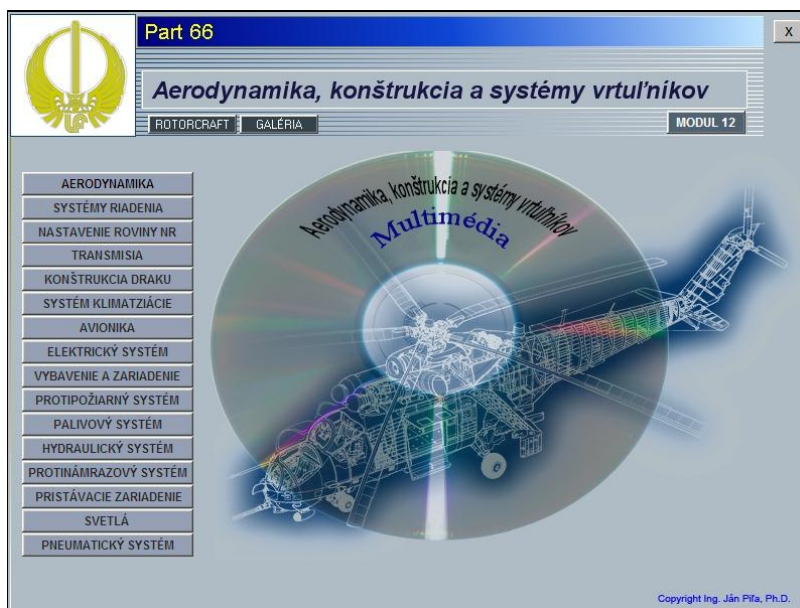 Part 66
X
Aerodynamika, konštrukcia a systémy vrtuľníkov
ROTORCRAFT
GALÉRIA
MODUL 12
AERODYNAMIKA
SYSTÉMY RIADENIA
NASTAVENIE ROVINY NR
TRANSMISIA
KONŠTRUKCIA DRAKU
SYSTÉM KLIMATZIÁCIE
AVIONIKA
ELEKTRICKÝ SYSTÉM
VYBAVENIE A ZARIADENIE
PROTIPOŽIARNÝ SYSTÉM
PALIVOVÝ SYSTÉM
HYDRAULICKÝ SYSTÉM
PROTINÁMRAZOVÝ SYSTÉM
PRISTÁVACIE ZARIADENIE
SVETLÁ
PNEUMATICKÝ SYSTÉM
Aerodynamika, konštrukcia a systémy vrtuľníkov
Multimédia
Copyright Ing. Ján Piľa, Ph.D.